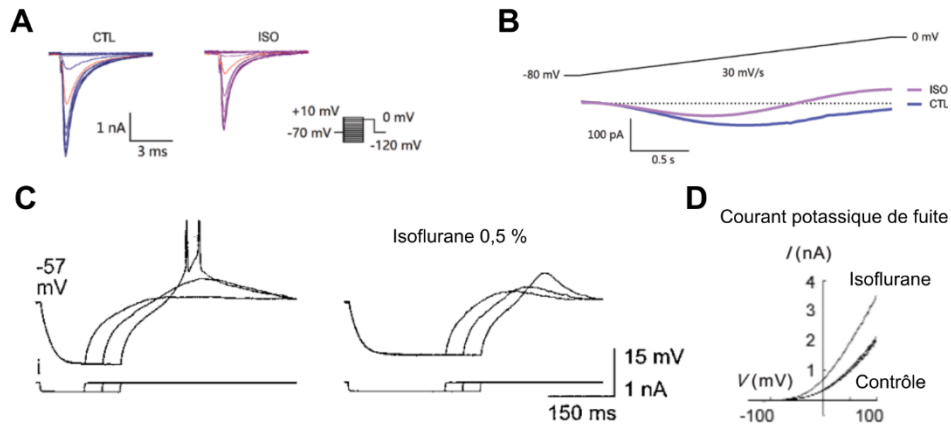 A
CTL
ISO
1 nA
3 ms
+10 mV
0 mV
-70 mV
-120 mV
B
-80 mV
0 mV
30 mV/s
ISO
CTL
100 pA
0.5 s
C
-57
mV
i
Isoflurane 0,5 %
15 mV
1 nA
150 ms
D
Courant potassique de fuite
I (nA)
4
Isoflurane
3
2
1
V (mV)
Contrôle
-100
0
100